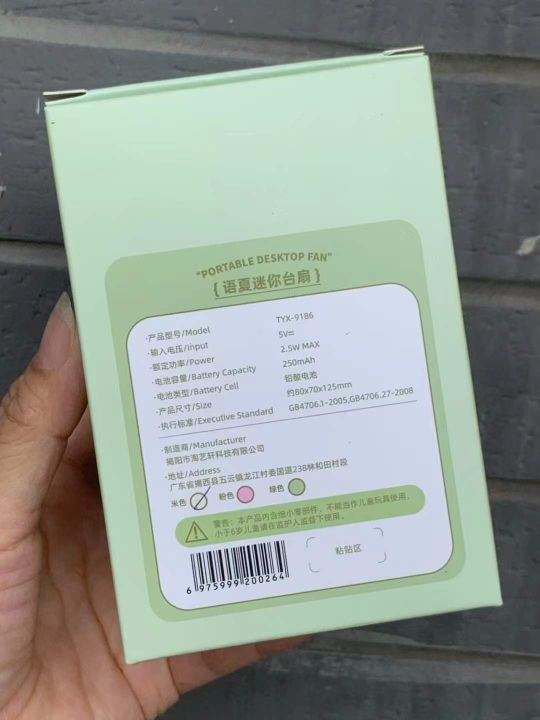 "PORTABLE DESKTOP FAN"
{语夏迷你台扇}
·产品型号/Model TYX-9186
·输入电压/Input 5V⎓
·额定功率/Power 2.5W MAX
·电池容量/Battery Capacity 250mAh
·电池类型/Battery Cell 铅酸电池
·产品尺寸/Size 约80x70x125mm
·执行标准/Executive Standard GB4706.1-2005,GB4706.27-2008
·制造商/Manufacturer
揭阳市淘艺轩科技有限公司
·地址/Address
广东省揭西县五云镇龙江村委国道238林和田村段
米色 粉色 绿色
警告：本产品内含细小零部件，不能当作儿童玩具使用，
小于6岁儿童请在监护人监督下使用。
粘贴区
6 975999 200264